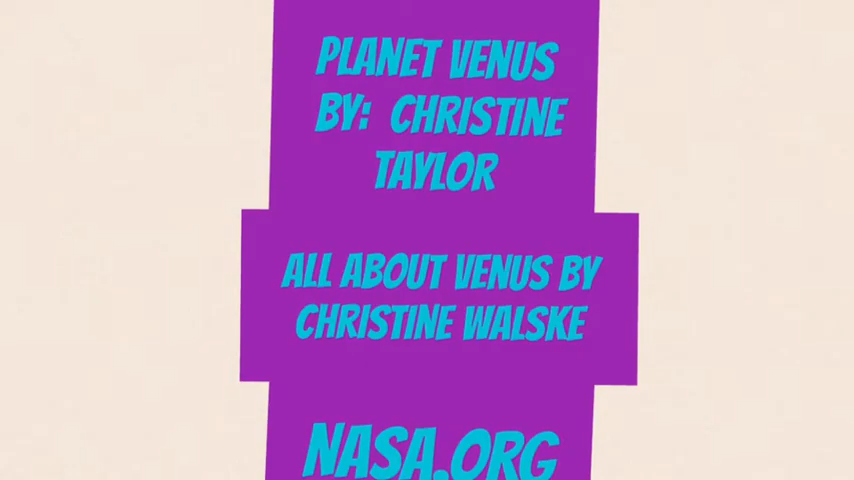 PLANET VENUS
BY: CHRISTINE
TAYLOR
ALL ABOUT VENUS BY
CHRISTINE WALSKE
NASA.ORG